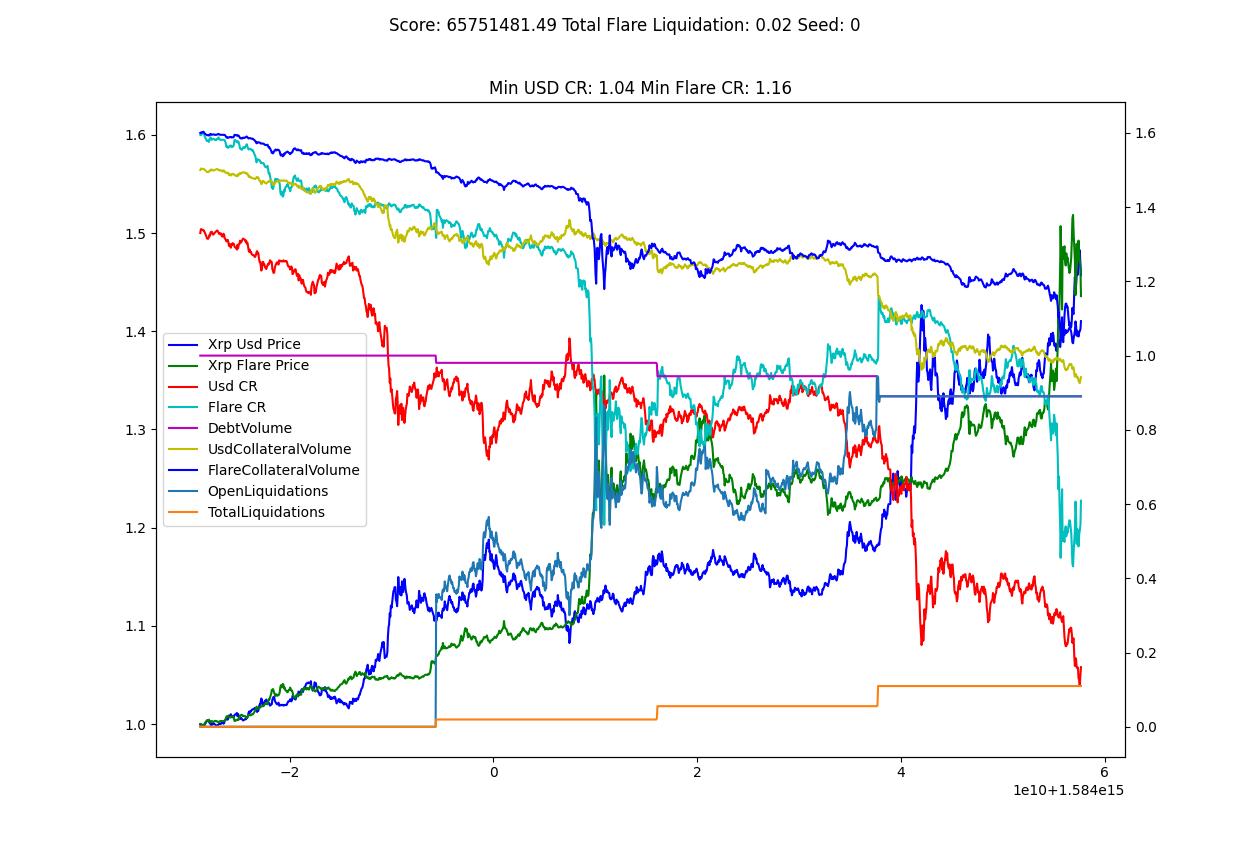 Score: 65751481.49 Total Flare Liquidation: 0.02 Seed: 0
Min USD CR: 1.04 Min Flare CR: 1.16
1.6
1.5
1.4
1.3
1.2
1.1
1.0
Xrp Usd Price
Xrp Flare Price
Usd CR
Flare CR
DebtVolume
UsdCollateralVolume
FlareCollateralVolume
OpenLiquidations
TotalLiquidations
1.6
1.4
1.2
1.0
0.8
0.6
0.4
0.2
0.0
−2 0 2 4 6
1e10+1.584e15